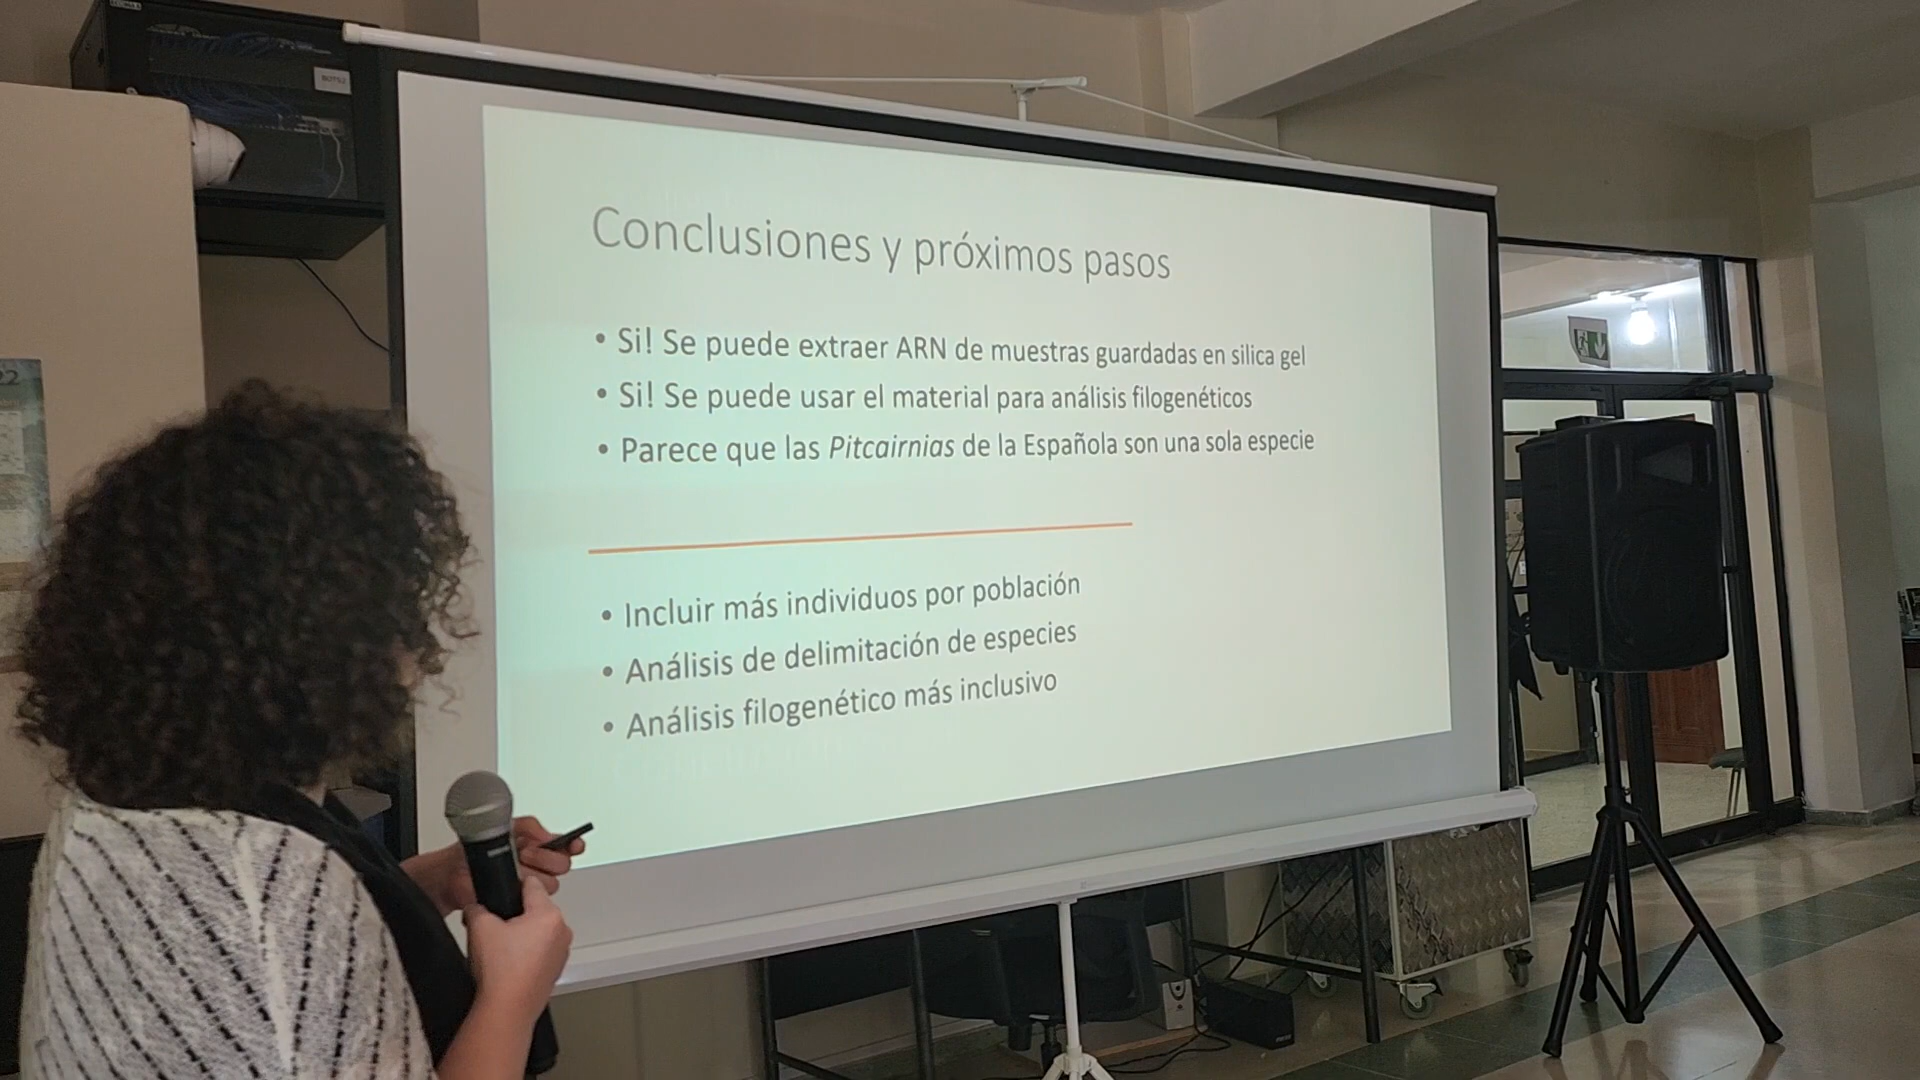 Conclusiones y próximos pasos
• Si! Se puede extraer ARN de muestras guardadas en silica gel
• Si! Se puede usar el material para análisis filogenéticos
• Parece que las Pitcairnias de la Española son una sola especie
• Incluir más individuos por población
• Análisis de delimitación de especies
• Análisis filogenético más inclusivo